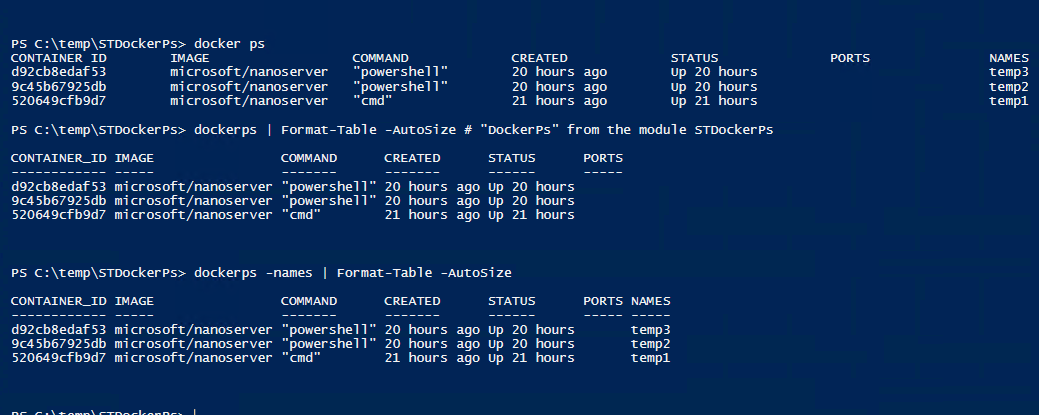 PS C:\temp\STDockerPs> docker ps
CONTAINER ID        IMAGE                  COMMAND             CREATED             STATUS              PORTS               NAMES
d92cb8edaf53        microsoft/nanoserver   "powershell"        20 hours ago        Up 20 hours                             temp3
9c45b67925db        microsoft/nanoserver   "powershell"        20 hours ago        Up 20 hours                             temp2
520649cfb9d7        microsoft/nanoserver   "cmd"               21 hours ago        Up 21 hours                             temp1
PS C:\temp\STDockerPs> dockerps | Format-Table -AutoSize # "DockerPs" from the module STDockerPs
CONTAINER_ID IMAGE                COMMAND      CREATED      STATUS      PORTS
------------ -----                -------      -------      ------      -----
d92cb8edaf53 microsoft/nanoserver "powershell" 20 hours ago Up 20 hours
9c45b67925db microsoft/nanoserver "powershell" 20 hours ago Up 20 hours
520649cfb9d7 microsoft/nanoserver "cmd"        21 hours ago Up 21 hours
PS C:\temp\STDockerPs> dockerps -names | Format-Table -AutoSize
CONTAINER_ID IMAGE                COMMAND      CREATED      STATUS      PORTS NAMES
------------ -----                -------      -------      ------      ----- -----
d92cb8edaf53 microsoft/nanoserver "powershell" 20 hours ago Up 20 hours       temp3
9c45b67925db microsoft/nanoserver "powershell" 20 hours ago Up 20 hours       temp2
520649cfb9d7 microsoft/nanoserver "cmd"        21 hours ago Up 21 hours       temp1
PS C:\temp\STDockerPs>